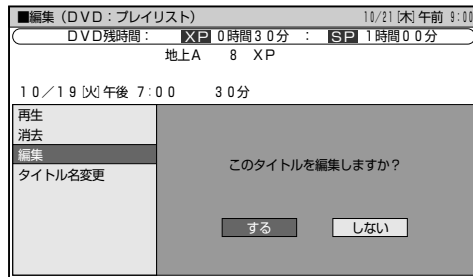 ■編集(DVD:プレイリスト) 10/21[木]午前 9:00
DVD残時間: XP 0時間30分 : SP 1時間00分
地上A 8 XP
10/19[火]午後 7:00 30分
再生
消去
編集
タイトル名変更
このタイトルを編集しますか?
する しない